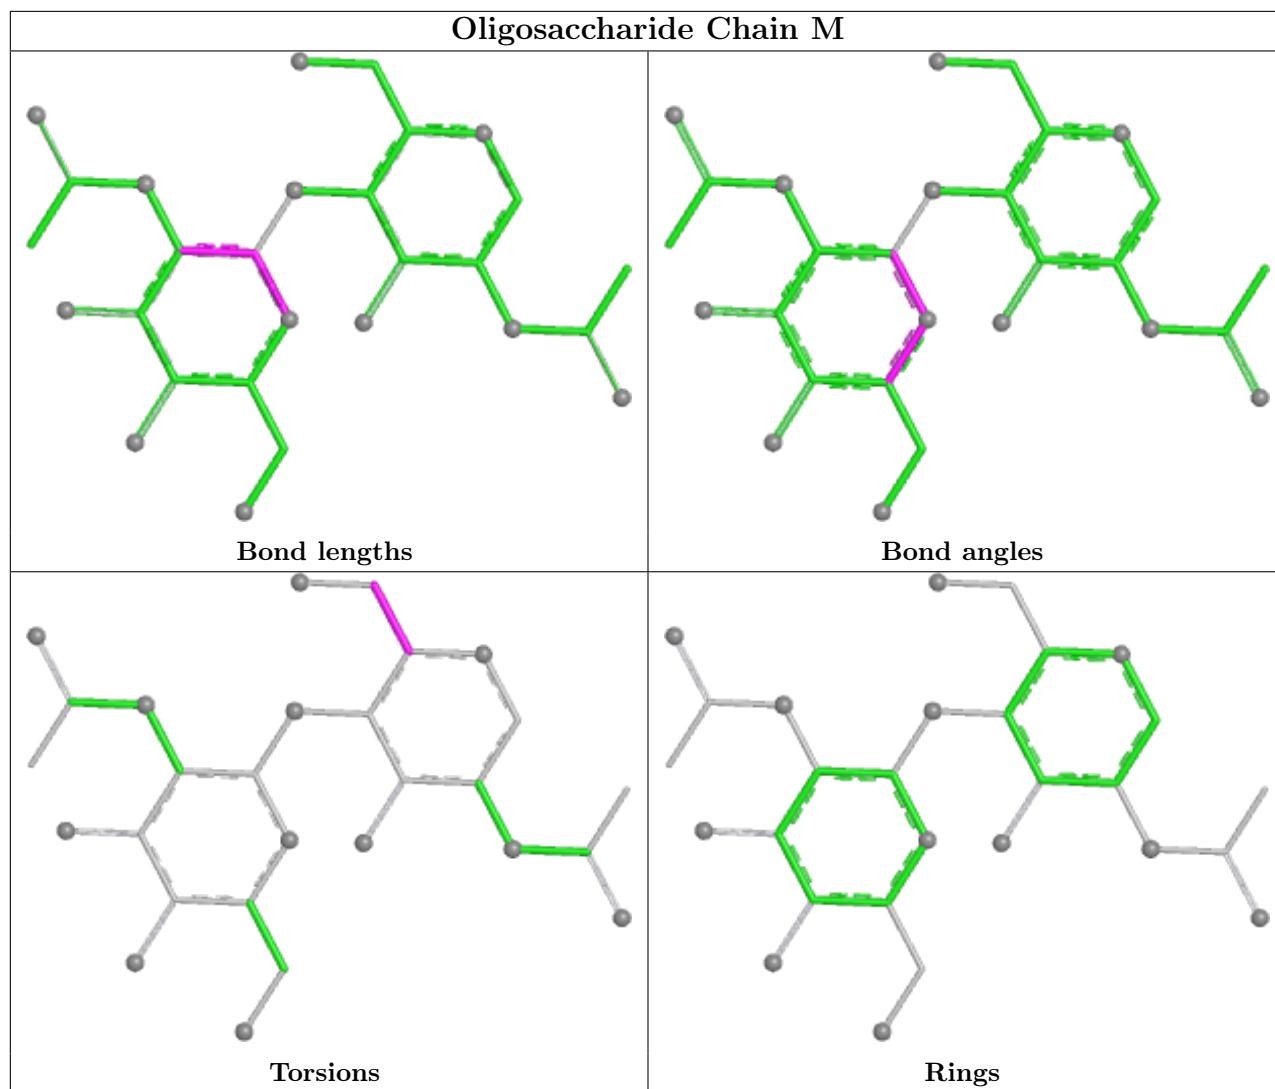 Oligosaccharide Chain M
Bond lengths
Bond angles
Torsions
Rings